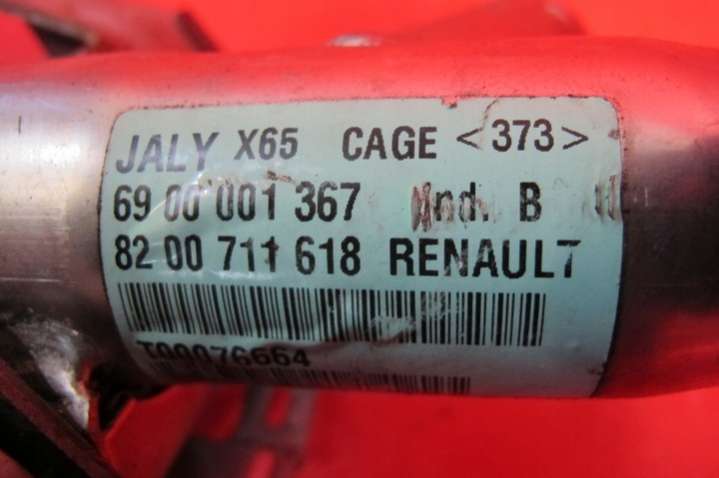 JALY X65 CAGE <373>
69 00 001 367 Ind. B
82 00 711 618 RENAULT
T00076664